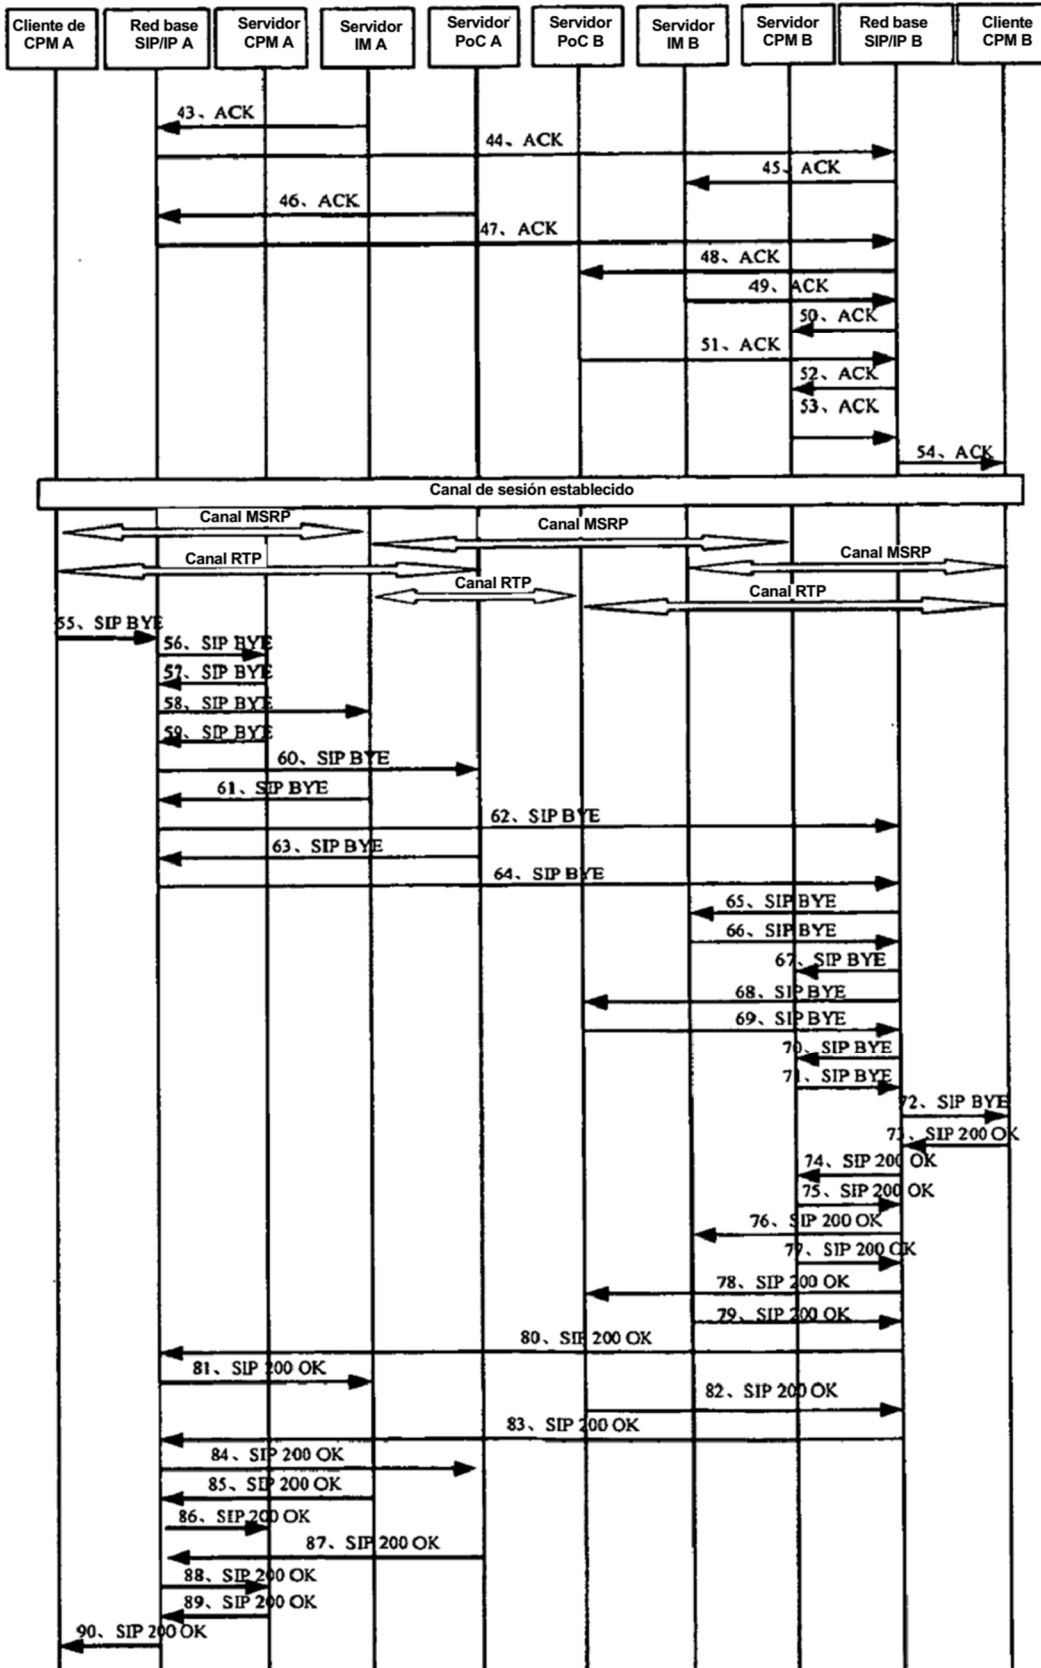 Cliente de
CPM A
Red base
SIP/IP A
Servidor
CPM A
Servidor
IM A
Servidor
PoC A
Servidor
PoC B
Servidor
IM B
Servidor
CPM B
Red base
SIP/IP B
Cliente
CPM B
43、ACK
44、ACK
45、ACK
46、ACK
47、ACK
48、ACK
49、ACK
50、ACK
51、ACK
52、ACK
53、ACK
54、ACK
Canal de sesión establecido
Canal MSRP
Canal MSRP
Canal MSRP
Canal RTP
Canal RTP
Canal RTP
55、SIP BYE
56、SIP BYE
57、SIP BYE
58、SIP BYE
59、SIP BYE
60、SIP BYE
61、SIP BYE
62、SIP BYE
63、SIP BYE
64、SIP BYE
65、SIP BYE
66、SIP BYE
67、SIP BYE
68、SIP BYE
69、SIP BYE
70、SIP BYE
71、SIP BYE
72、SIP BYE
73、SIP 200 OK
74、SIP 200 OK
75、SIP 200 OK
76、SIP 200 OK
77、SIP 200 OK
78、SIP 200 OK
79、SIP 200 OK
80、SIP 200 OK
81、SIP 200 OK
82、SIP 200 OK
83、SIP 200 OK
84、SIP 200 OK
85、SIP 200 OK
86、SIP 200 OK
87、SIP 200 OK
88、SIP 200 OK
89、SIP 200 OK
90、SIP 200 OK